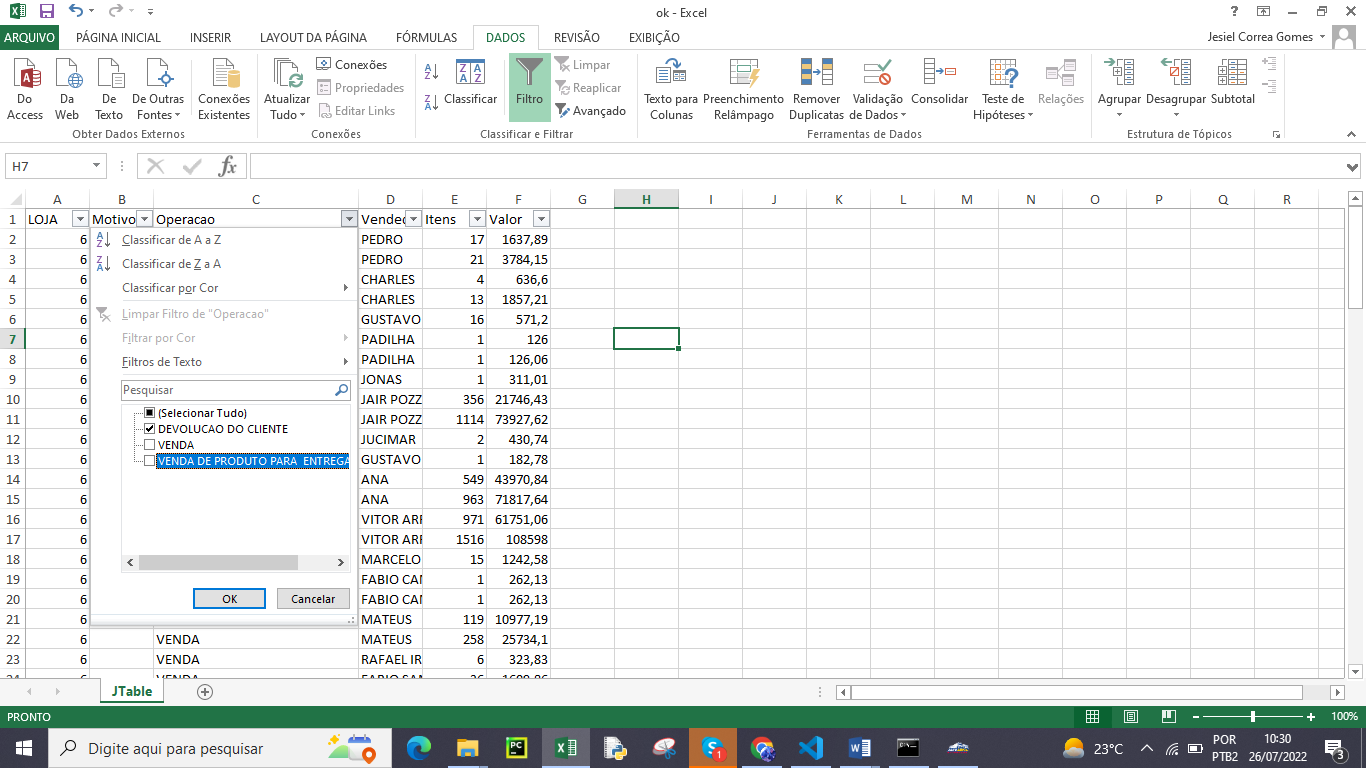 ok - Excel
ARQUIVO PÁGINA INICIAL INSERIR LAYOUT DA PÁGINA FÓRMULAS DADOS REVISÃO EXIBIÇÃO Jesiel Correa Gomes
Do Access
Da Web
De Texto
De Outras Fontes
Conexões Existentes
Obter Dados Externos
Atualizar Tudo
Conexões
Propriedades
Editar Links
Conexões
Classificar
Filtro
Limpar
Reaplicar
Avançado
Classificar e Filtrar
Texto para Colunas
Preenchimento Relâmpago
Remover Duplicatas
Validação de Dados
Consolidar
Teste de Hipóteses
Relações
Ferramentas de Dados
Agrupar
Desagrupar
Subtotal
Estrutura de Tópicos
H7
A B C D E F G H I J K L M N O P Q R
1 LOJA Motivo Operacao Vended Itens Valor
2 6 PEDRO 17 1637,89
3 6 PEDRO 21 3784,15
4 6 CHARLES 4 636,6
5 6 CHARLES 13 1857,21
6 6 GUSTAVO 16 571,2
7 6 PADILHA 1 126
8 6 PADILHA 1 126,06
9 6 JONAS 1 311,01
10 6 JAIR POZZ 356 21746,43
11 6 JAIR POZZ 1114 73927,62
12 6 JUCIMAR 2 430,74
13 6 GUSTAVO 1 182,78
14 6 ANA 549 43970,84
15 6 ANA 963 71817,64
16 6 VITOR ARR 971 61751,06
17 6 VITOR ARR 1516 108598
18 6 MARCELO 15 1242,58
19 6 FABIO CAN 1 262,13
20 6 FABIO CAN 1 262,13
21 6 MATEUS 119 10977,19
22 6 VENDA MATEUS 258 25734,1
23 6 VENDA RAFAEL IR 6 323,83
Classificar de A a Z
Classificar de Z a A
Classificar por Cor
Limpar Filtro de "Operacao"
Filtrar por Cor
Filtros de Texto
Pesquisar
(Selecionar Tudo)
DEVOLUCAO DO CLIENTE
VENDA
VENDA DE PRODUTO PARA  ENTREGA
OK Cancelar
JTable
PRONTO 100%
Digite aqui para pesquisar
PC
1
23°C
POR
PTB2
10:30
26/07/2022
3